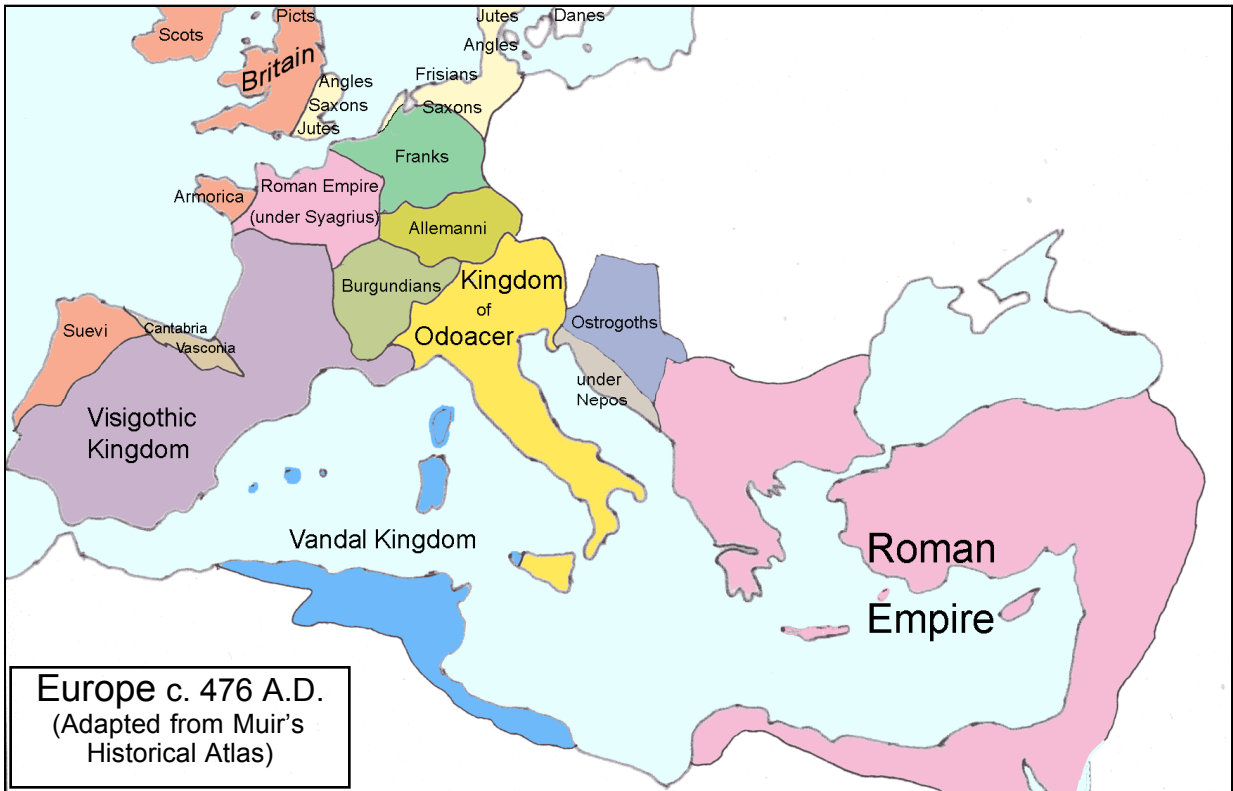 Scots
Picts
Britain
Angles
Saxons
Jutes
Jutes
Danes
Angles
Frisians
Saxons
Franks
Armorica
Roman Empire
(under Syagrius)
Allemanni
Burgundians
Kingdom
of
Odoacer
Suevi
Cantabria
Vasconia
Ostrogoths
under
Nepos
Visigothic
Kingdom
Vandal Kingdom
Roman
Empire
Europe c. 476 A.D.
(Adapted from Muir's
Historical Atlas)